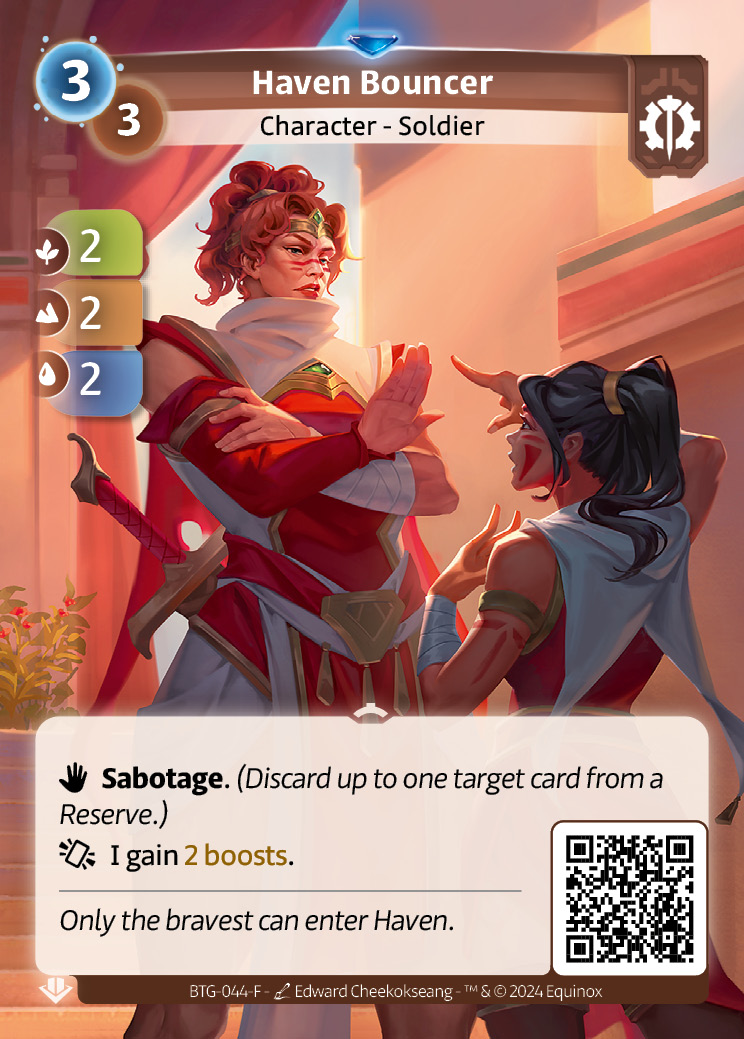 3
Haven Bouncer
3
Character - Soldier
2
2
2
Sabotage. (Discard up to one target card from a
Reserve.)
I gain 2 boosts.
Only the bravest can enter Haven.
BTG-044-F - Edward Cheekokseang - ™ & © 2024 Equinox